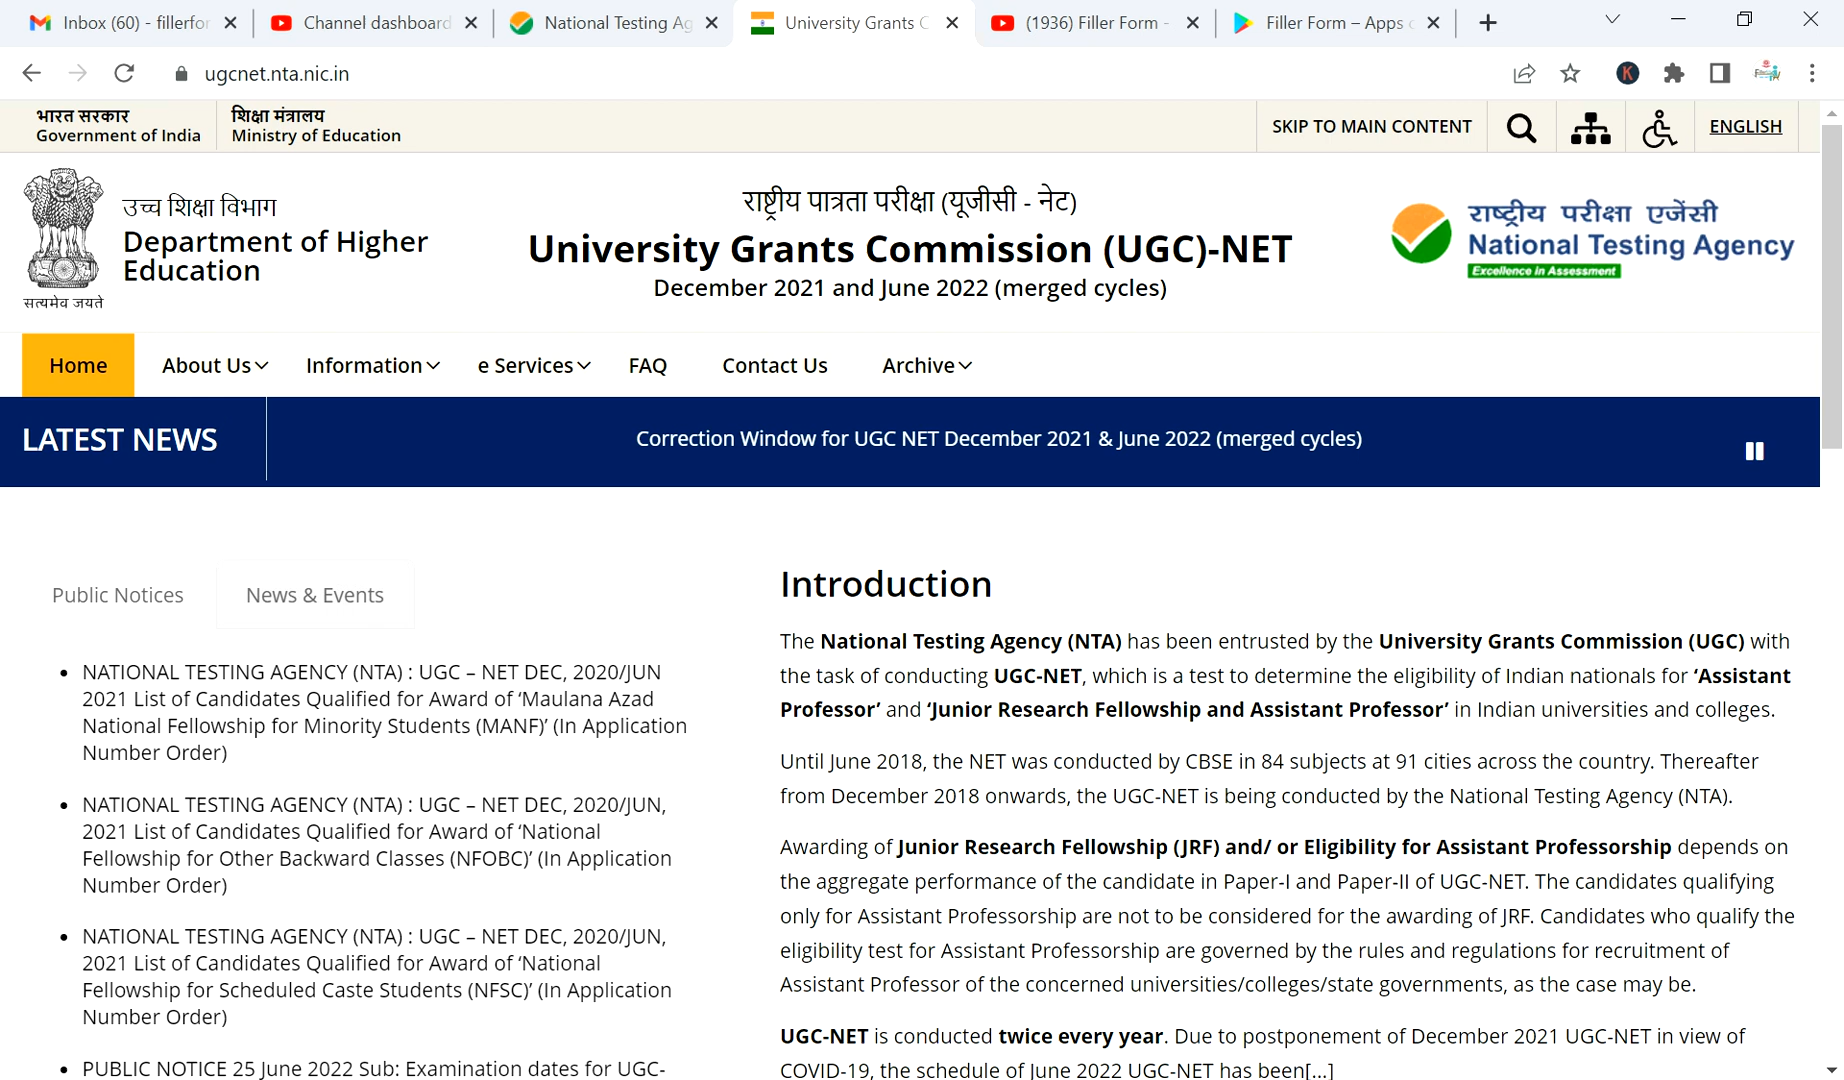 Inbox (60) - fillerfor
Channel dashboard
National Testing Ag
University Grants C
(1936) Filler Form -
Filler Form – Apps o
ugcnet.nta.nic.in
K
भारत सरकार
Government of India
शिक्षा मंत्रालय
Ministry of Education
SKIP TO MAIN CONTENT
ENGLISH
सत्यमेव जयते
उच्च शिक्षा विभाग
Department of Higher
Education
राष्ट्रीय पात्रता परीक्षा (यूजीसी - नेट)
University Grants Commission (UGC)-NET
December 2021 and June 2022 (merged cycles)
राष्ट्रीय परीक्षा एजेंसी
National Testing Agency
Excellence in Assessment
Home
About Us
Information
e Services
FAQ
Contact Us
Archive
LATEST NEWS
Correction Window for UGC NET December 2021 & June 2022 (merged cycles)
Public Notices
News & Events
• NATIONAL TESTING AGENCY (NTA) : UGC – NET DEC, 2020/JUN
2021 List of Candidates Qualified for Award of ‘Maulana Azad
National Fellowship for Minority Students (MANF)’ (In Application
Number Order)
• NATIONAL TESTING AGENCY (NTA) : UGC – NET DEC, 2020/JUN,
2021 List of Candidates Qualified for Award of ‘National
Fellowship for Other Backward Classes (NFOBC)’ (In Application
Number Order)
• NATIONAL TESTING AGENCY (NTA) : UGC – NET DEC, 2020/JUN,
2021 List of Candidates Qualified for Award of ‘National
Fellowship for Scheduled Caste Students (NFSC)’ (In Application
Number Order)
• PUBLIC NOTICE 25 June 2022 Sub: Examination dates for UGC-
Introduction
The National Testing Agency (NTA) has been entrusted by the University Grants Commission (UGC) with
the task of conducting UGC-NET, which is a test to determine the eligibility of Indian nationals for ‘Assistant
Professor’ and ‘Junior Research Fellowship and Assistant Professor’ in Indian universities and colleges.
Until June 2018, the NET was conducted by CBSE in 84 subjects at 91 cities across the country. Thereafter
from December 2018 onwards, the UGC-NET is being conducted by the National Testing Agency (NTA).
Awarding of Junior Research Fellowship (JRF) and/ or Eligibility for Assistant Professorship depends on
the aggregate performance of the candidate in Paper-I and Paper-II of UGC-NET. The candidates qualifying
only for Assistant Professorship are not to be considered for the awarding of JRF. Candidates who qualify the
eligibility test for Assistant Professorship are governed by the rules and regulations for recruitment of
Assistant Professor of the concerned universities/colleges/state governments, as the case may be.
UGC-NET is conducted twice every year. Due to postponement of December 2021 UGC-NET in view of
COVID-19, the schedule of June 2022 UGC-NET has been[...]